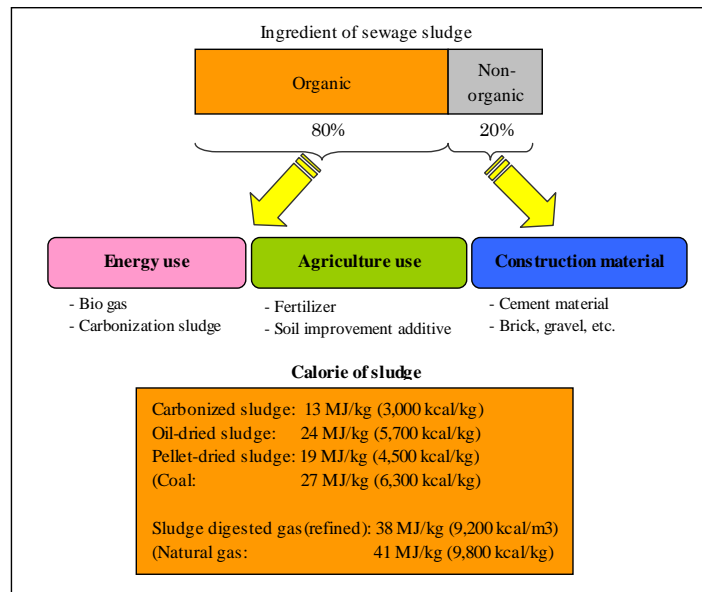 Ingredient of sewage sludge
Organic
Non-
organic
80%
20%
Energy use
Agriculture use
Construction material
- Bio gas
- Carbonization sludge
- Fertilizer
- Soil improvement additive
- Cement material
- Brick, gravel, etc.
Calorie of sludge
Carbonized sludge: 13 MJ/kg (3,000 kcal/kg)
Oil-dried sludge: 24 MJ/kg (5,700 kcal/kg)
Pellet-dried sludge: 19 MJ/kg (4,500 kcal/kg)
(Coal: 27 MJ/kg (6,300 kcal/kg)
Sludge digested gas (refined): 38 MJ/kg (9,200 kcal/m3)
(Natural gas: 41 MJ/kg (9,800 kcal/kg)